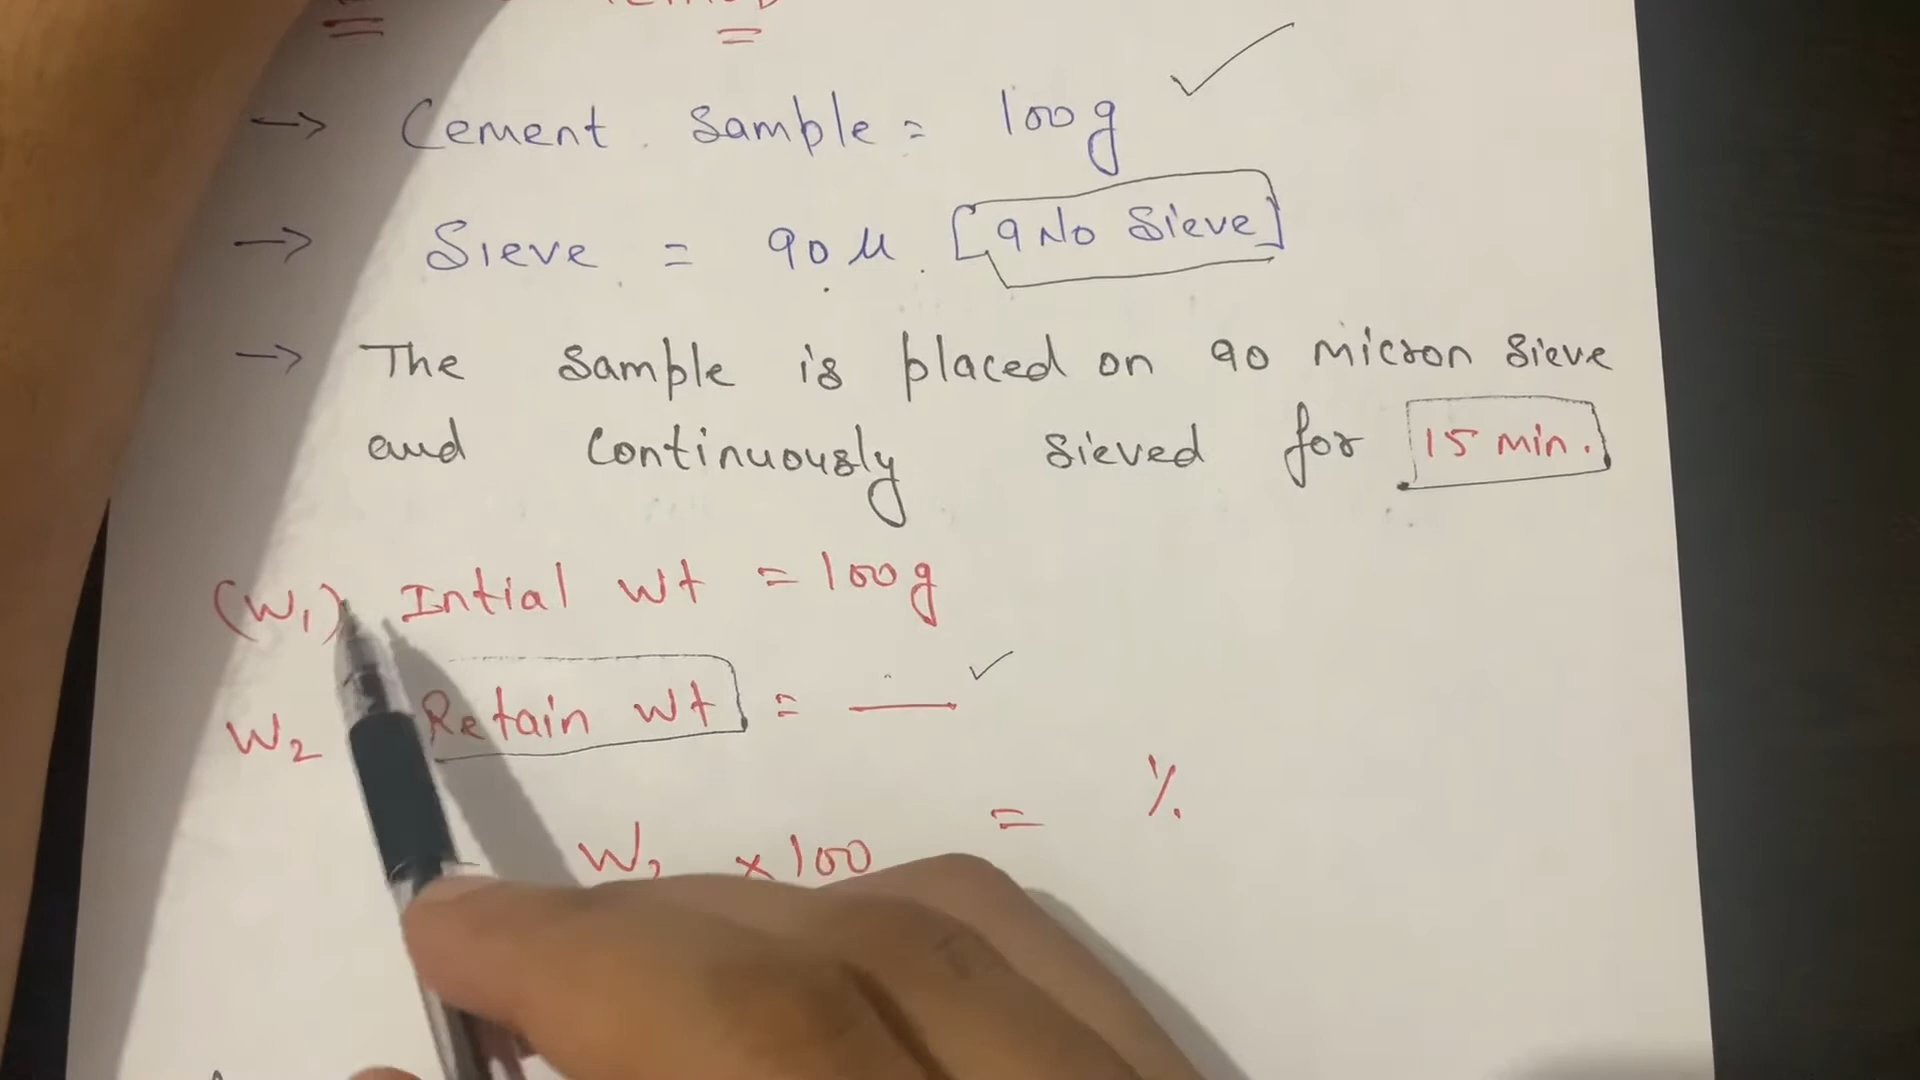 → Cement Sample = 100g ✓
→ Sieve = 90 μ [9 No Sieve]
→ The sample is placed on 90 micron sieve
and continuously sieved for 15 min.
(W₁) Intial wt = 100g
W₂ Retain wt = — ✓
W₂ × 100 = %